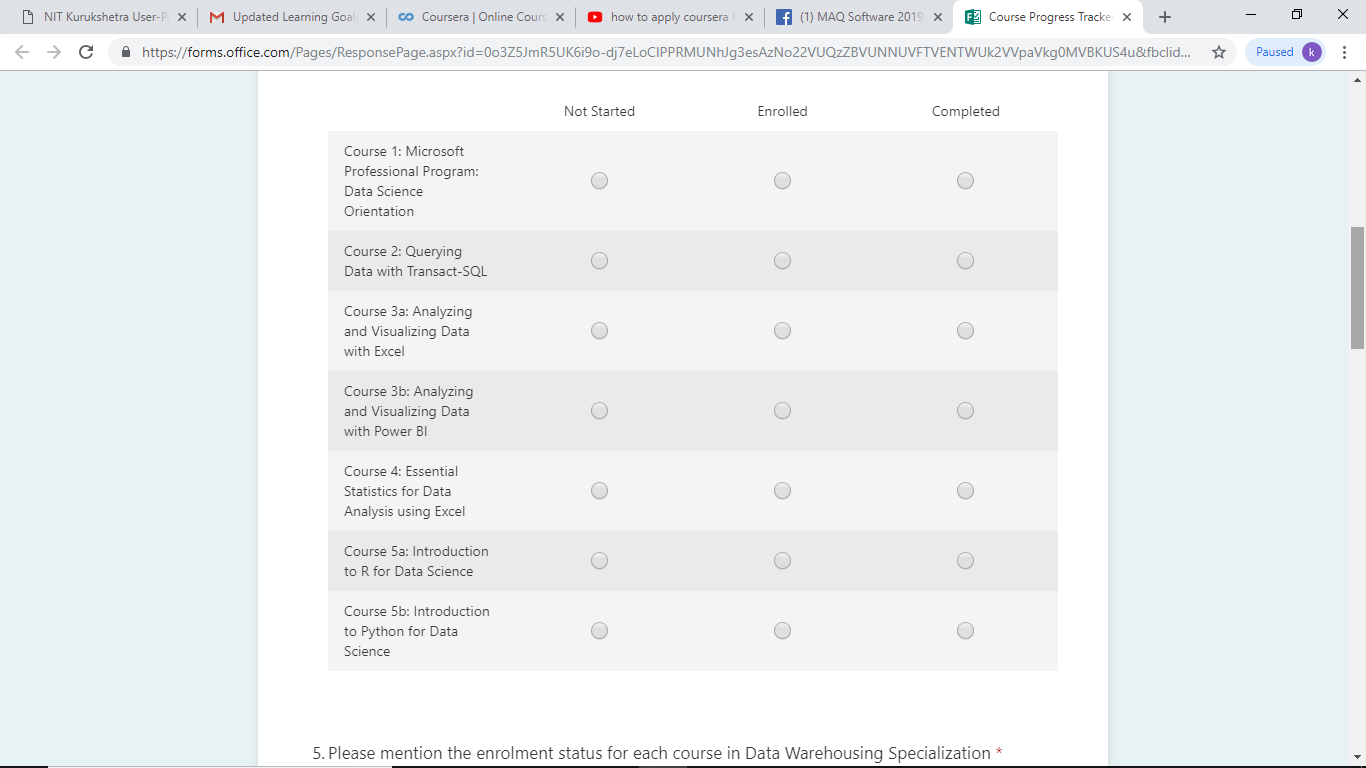 NIT Kurukshetra User-P
Updated Learning Goal
Coursera | Online Cours
how to apply coursera f
(1) MAQ Software 2019
Course Progress Tracke
https://forms.office.com/Pages/ResponsePage.aspx?id=
Paused k
Not Started Enrolled Completed
Course 1: Microsoft
Professional Program:
Data Science
Orientation
Course 2: Querying
Data with Transact-SQL
Course 3a: Analyzing
and Visualizing Data
with Excel
Course 3b: Analyzing
and Visualizing Data
with Power BI
Course 4: Essential
Statistics for Data
Analysis using Excel
Course 5a: Introduction
to R for Data Science
Course 5b: Introduction
to Python for Data
Science
5. Please mention the enrolment status for each course in Data Warehousing Specialization *